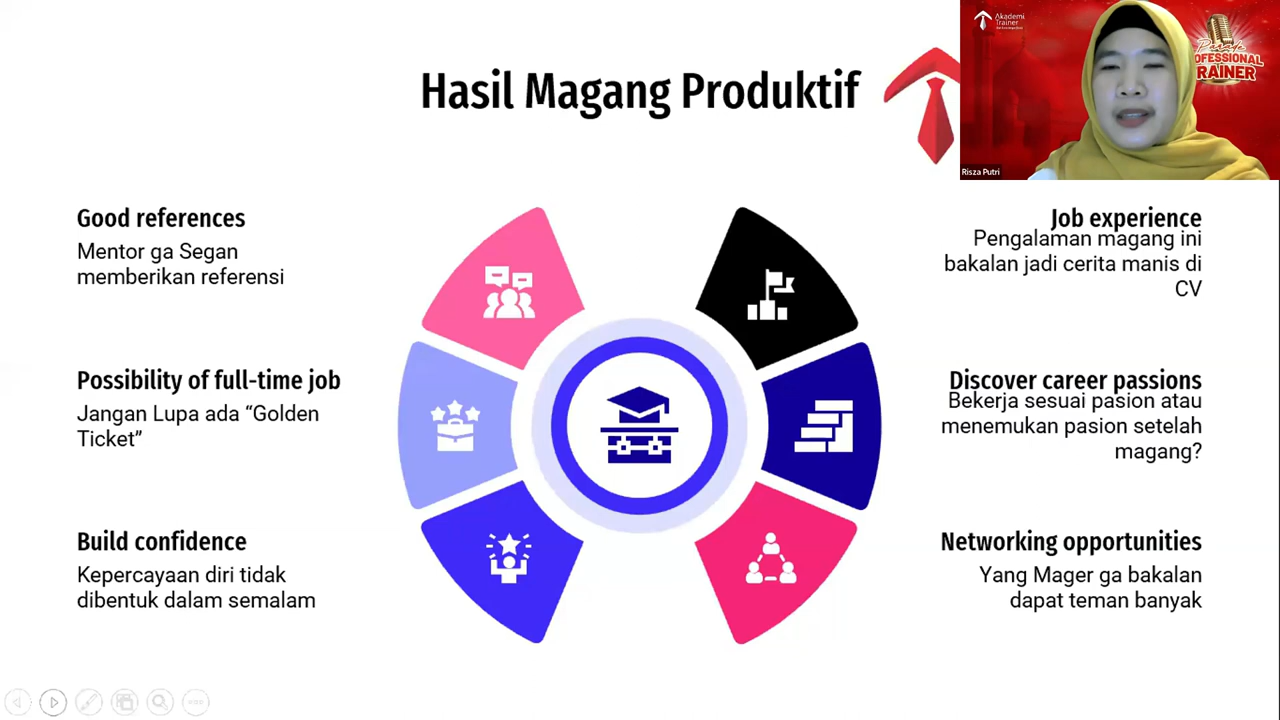 Hasil Magang Produktif
Akademi
Trainer
PROFESSIONAL
TRAINER
Risza Putri
Good references
Mentor ga Segan
memberikan referensi
Possibility of full-time job
Jangan Lupa ada “Golden
Ticket”
Build confidence
Kepercayaan diri tidak
dibentuk dalam semalam
Job experience
Pengalaman magang ini
bakalan jadi cerita manis di
CV
Discover career passions
Bekerja sesuai pasion atau
menemukan pasion setelah
magang?
Networking opportunities
Yang Mager ga bakalan
dapat teman banyak